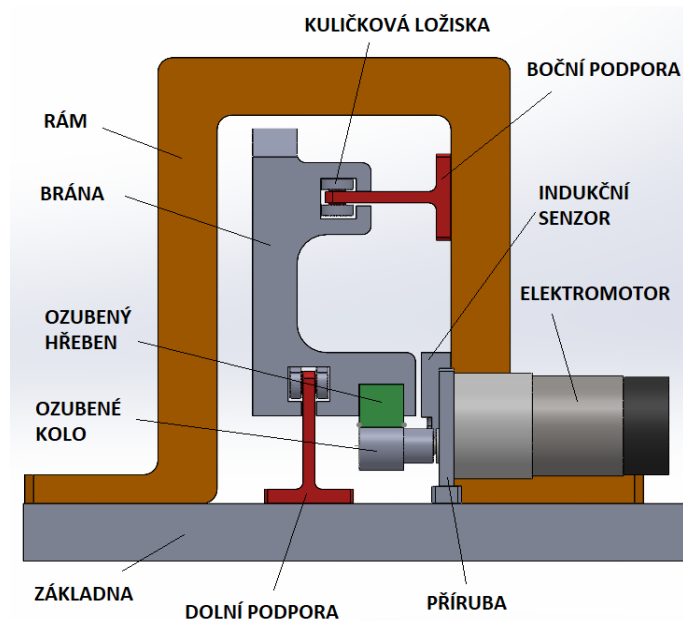 KULIČKOVÁ LOŽISKA
BOČNÍ PODPORA
RÁM
BRÁNA
INDUKČNÍ
SENZOR
ELEKTROMOTOR
OZUBENÝ
HŘEBEN
OZUBENÉ
KOLO
ZÁKLADNA
DOLNÍ PODPORA
PŘÍRUBA